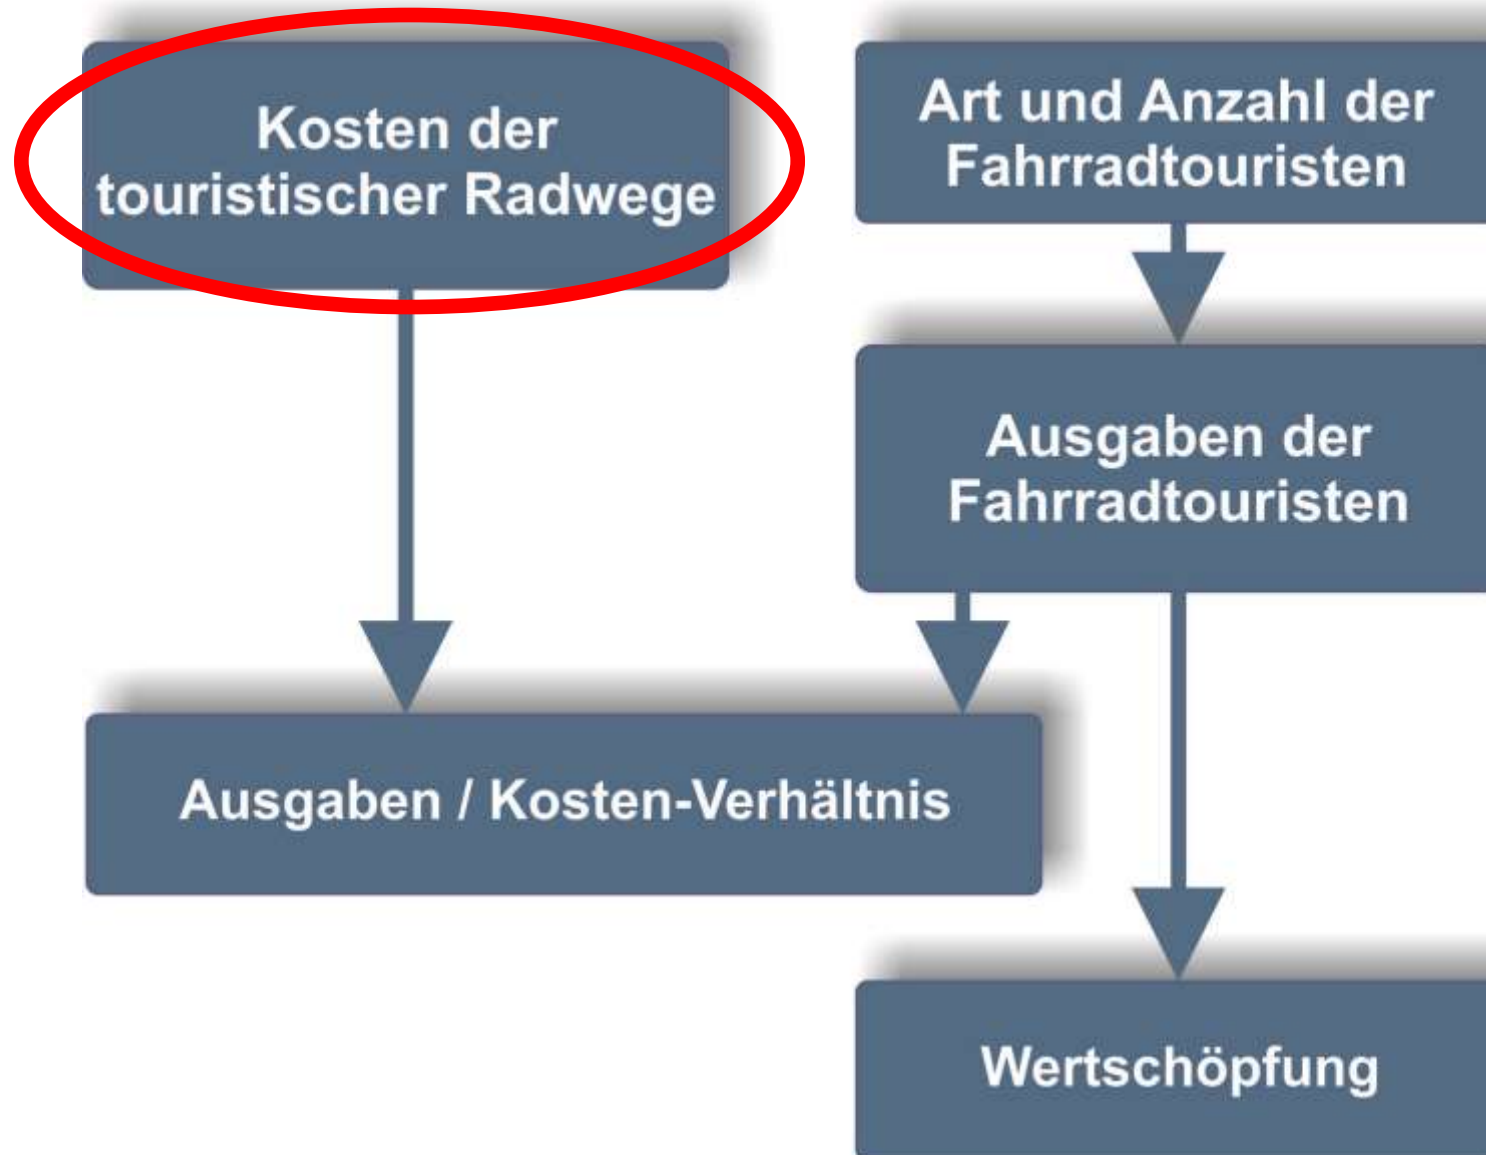 Kosten der
touristischer Radwege
Art und Anzahl der
Fahrradtouristen
Ausgaben der
Fahrradtouristen
Ausgaben / Kosten-Verhältnis
Wertschöpfung